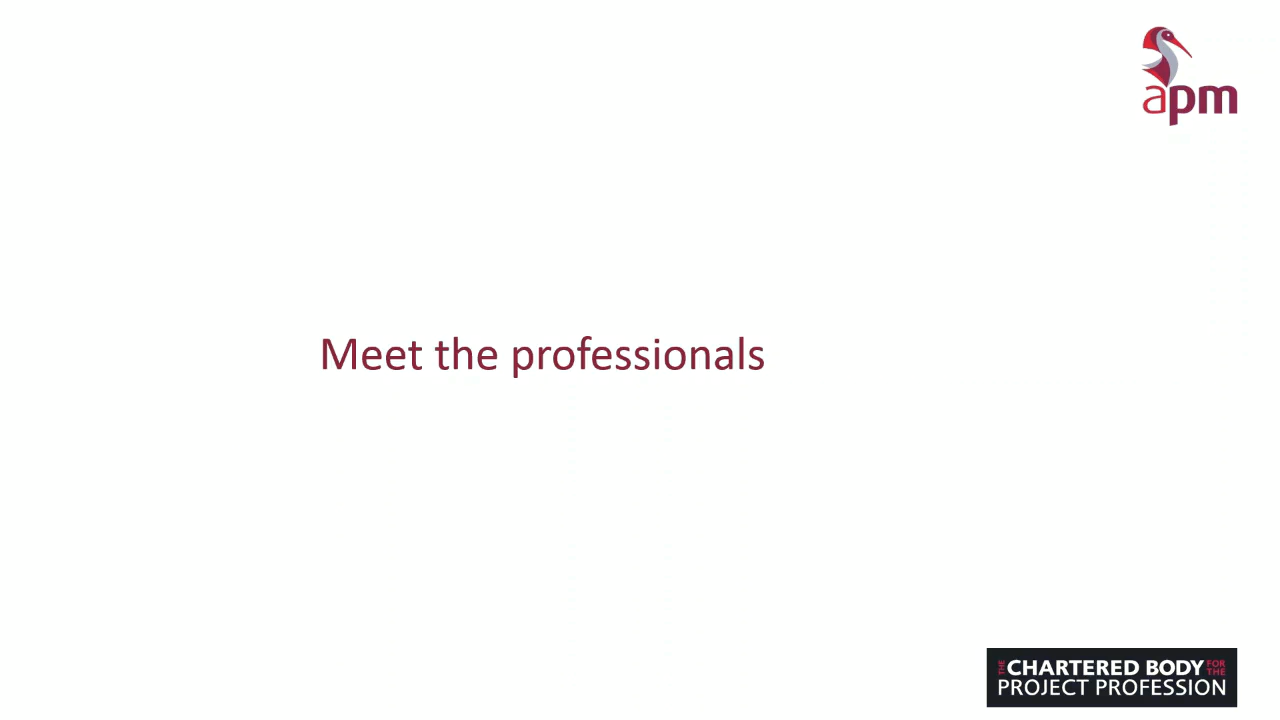 apm
Meet the professionals
THE CHARTERED BODY FOR THE
PROJECT PROFESSION